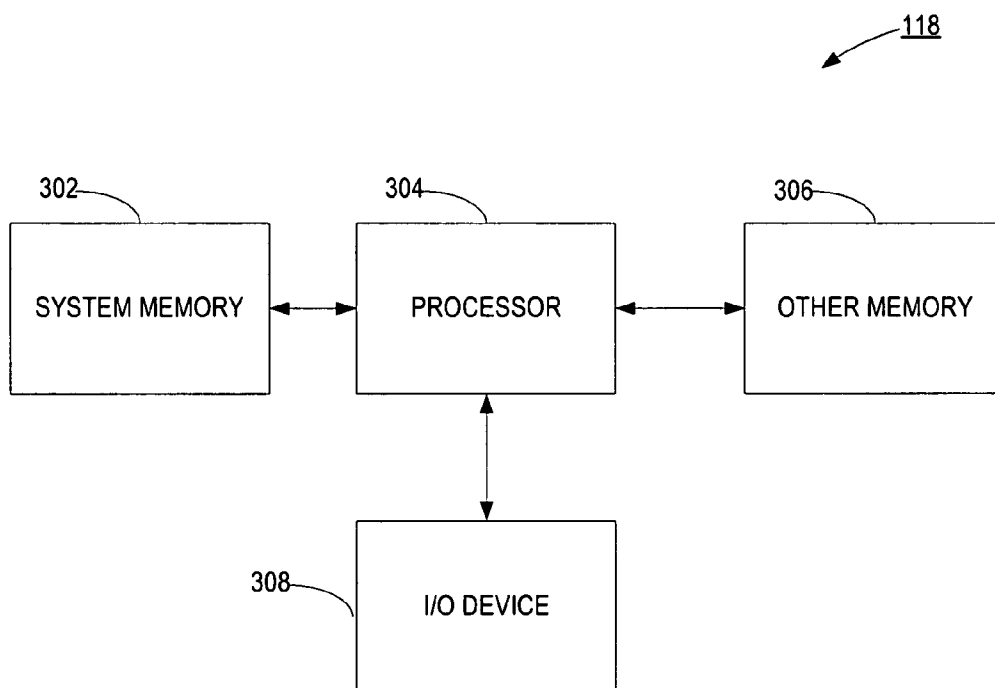 118
302
304
306
SYSTEM MEMORY
PROCESSOR
OTHER MEMORY
308
I/O DEVICE